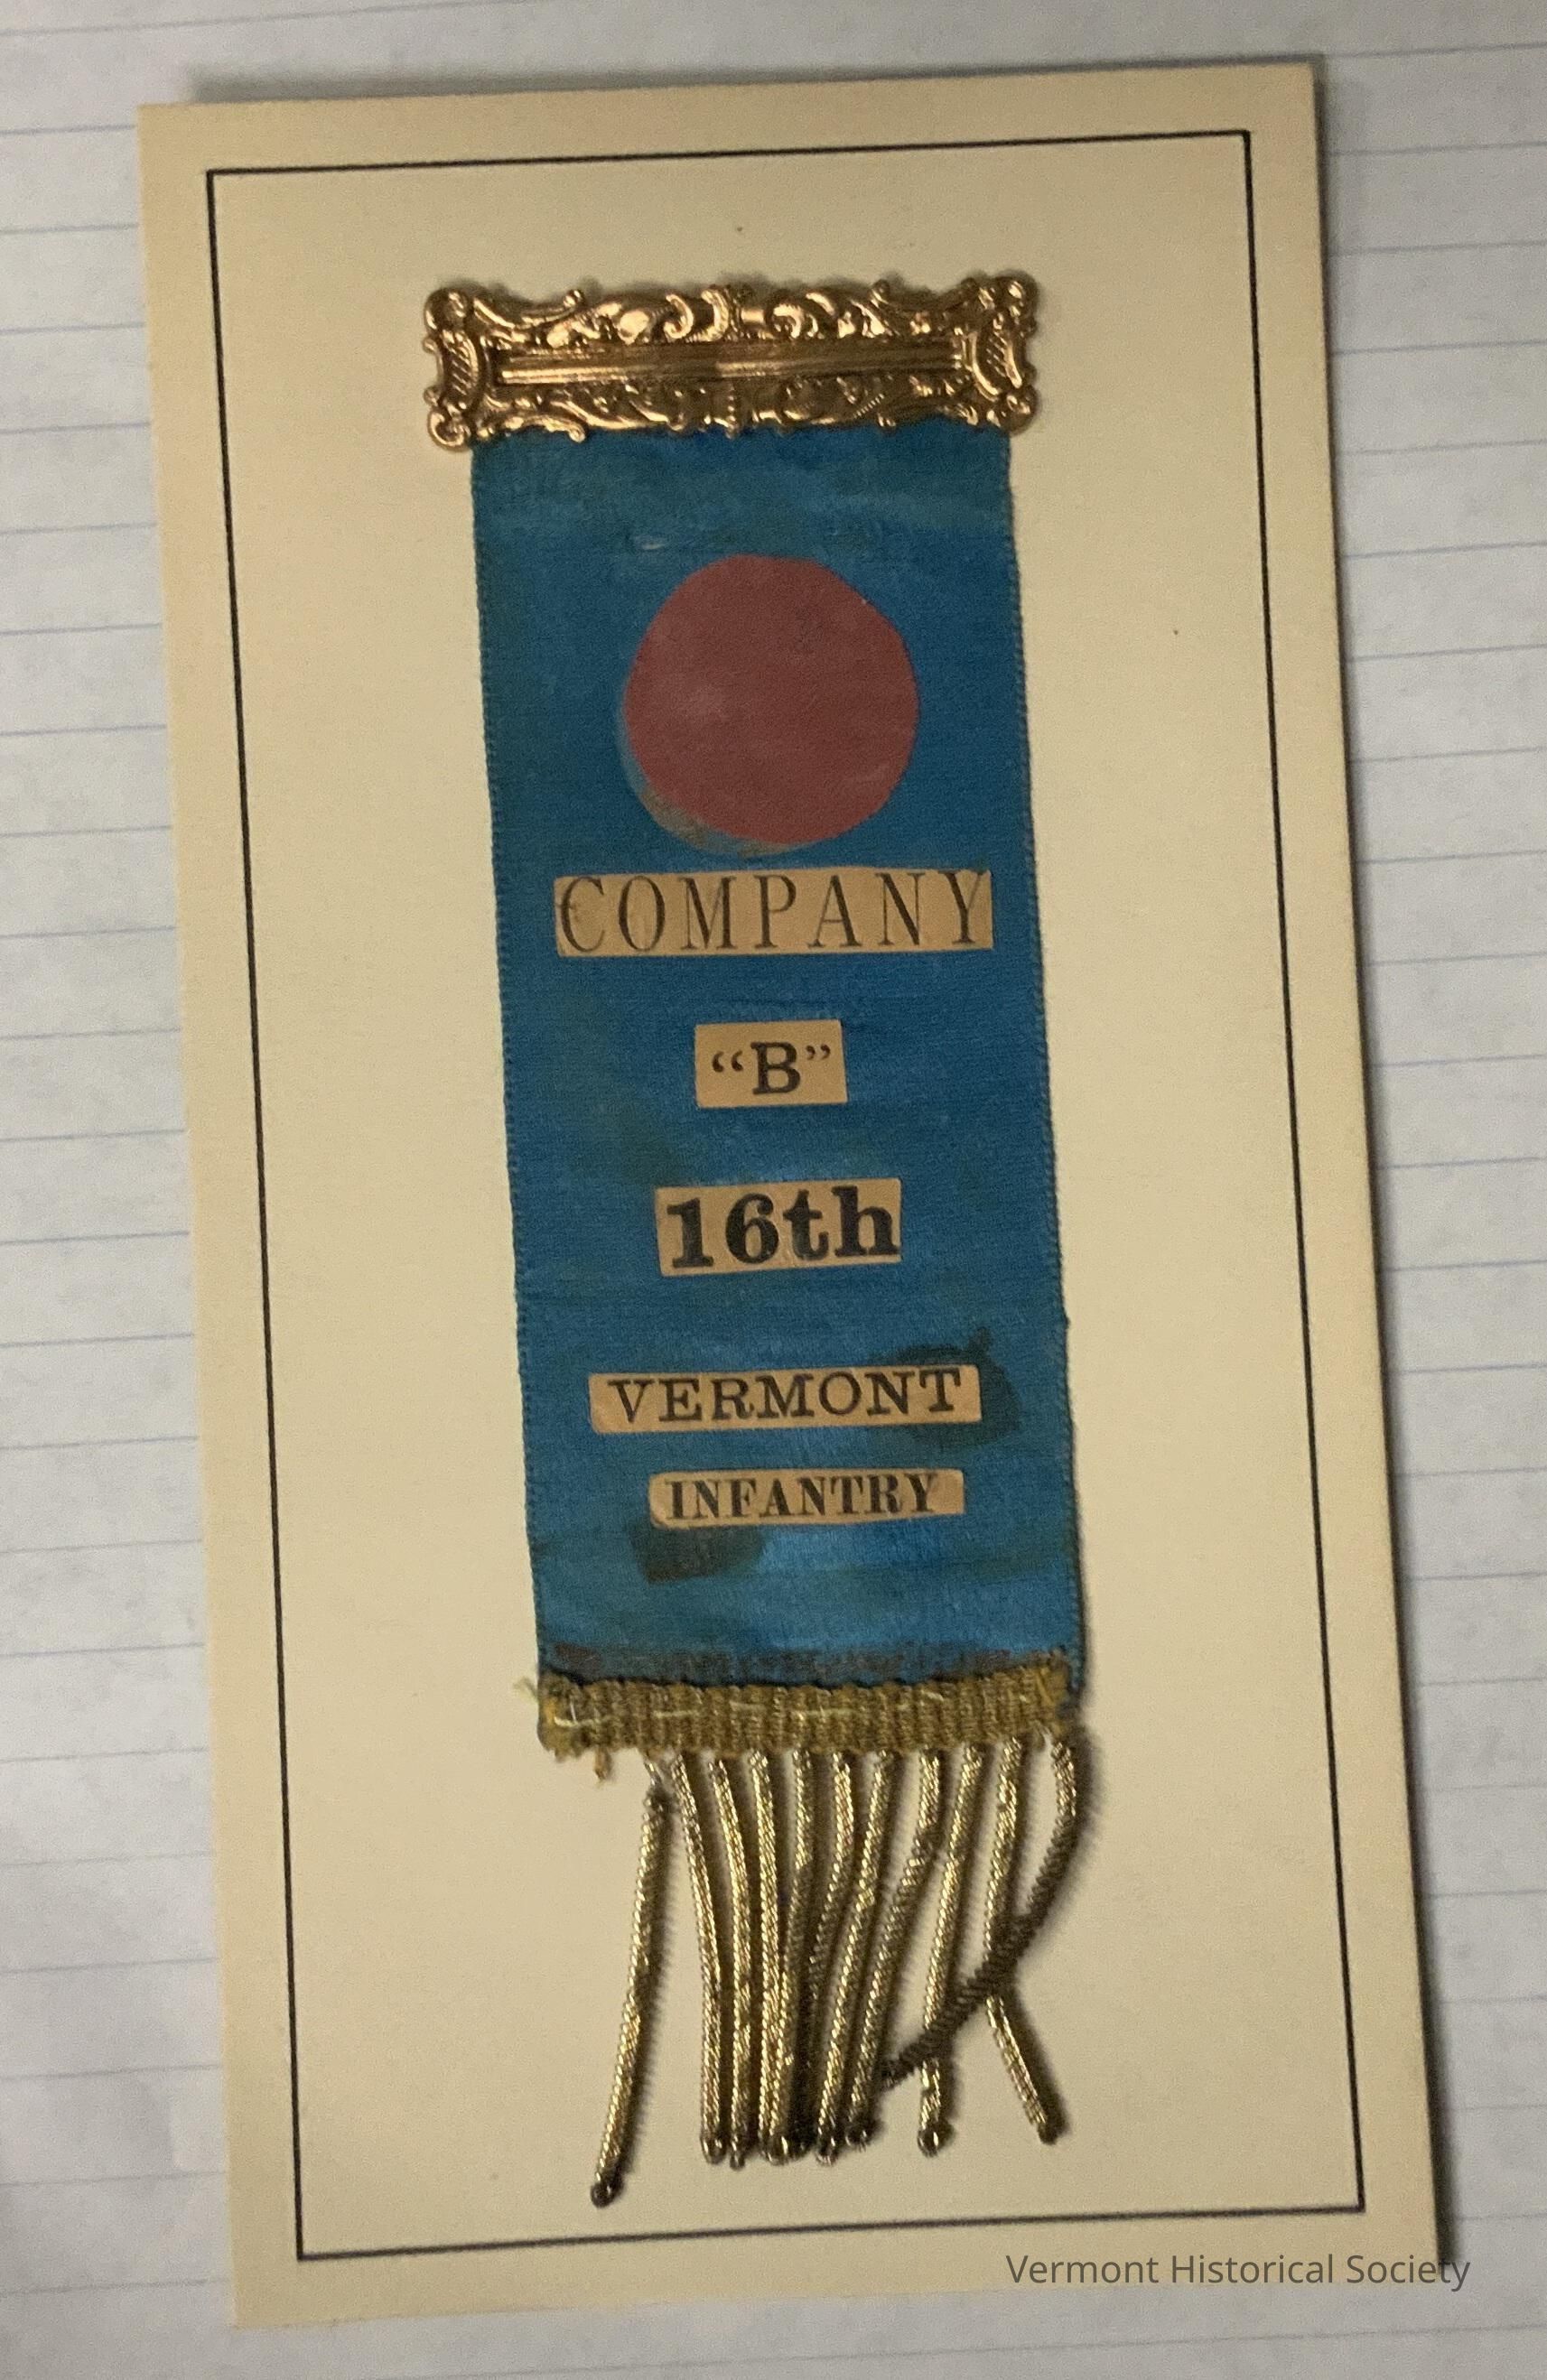 COMPANY
“B”
16th
VERMONT
INFANTRY
Vermont Historical Society